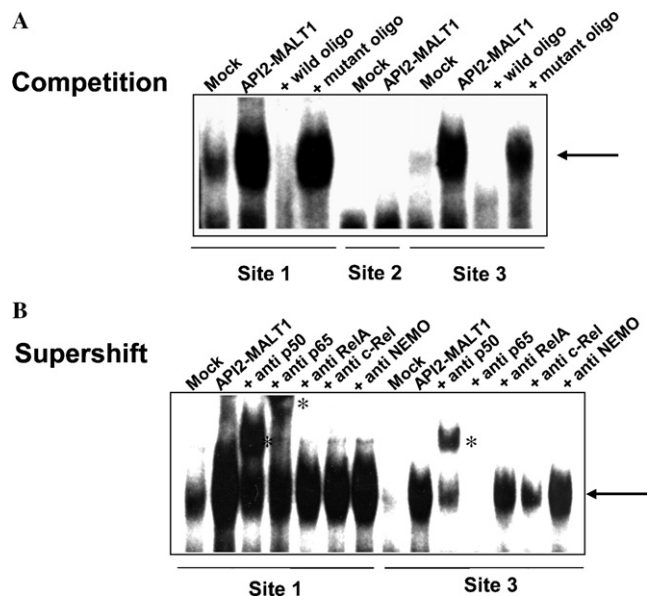 A
Competition
Mock API2-MALT1 + wild oligo + mutant oligo Mock API2-MALT1 Mock API2-MALT1 + wild oligo + mutant oligo
Site 1 Site 2 Site 3
B
Supershift
Mock API2-MALT1 + anti p50 + anti p65 + anti RelA + anti c-Rel + anti NEMO Mock API2-MALT1 + anti p50 + anti p65 + anti RelA + anti c-Rel + anti NEMO
* * *
Site 1 Site 3